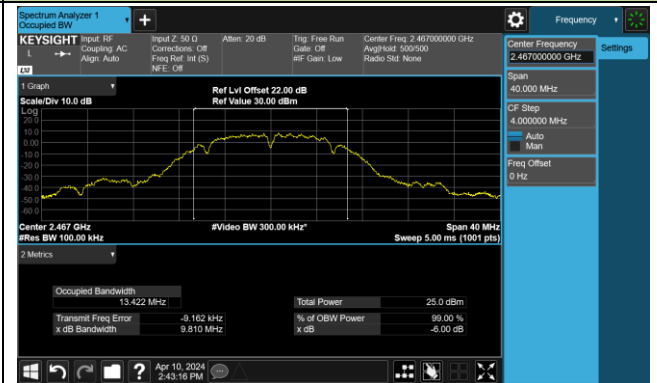 Spectrum Analyzer 1
Occupied BW
Frequency
KEYSIGHT
L
LXI
Input: RF
Coupling: AC
Align: Auto
Input Z: 50 Ω
Corrections: Off
Freq Ref: Int (S)
NFE: Off
Atten: 20 dB
Trig: Free Run
Gate: Off
#IF Gain: Low
Center Freq: 2.467000000 GHz
Avg|Hold: 500/500
Radio Std: None
Center Frequency
2.467000000 GHz
Settings
Span
40.000 MHz
CF Step
4.000000 MHz
Auto
Man
Freq Offset
0 Hz
1 Graph
Scale/Div 10.0 dB
Ref Lvl Offset 22.00 dB
Ref Value 30.00 dBm
Log
20.0
10.0
0.00
-10.0
-20.0
-30.0
-40.0
-50.0
-60.0
Center 2.467 GHz
#Res BW 100.00 kHz
#Video BW 300.00 kHz*
Span 40 MHz
Sweep 5.00 ms (1001 pts)
2 Metrics
Occupied Bandwidth
13.422 MHz
Total Power 25.0 dBm
Transmit Freq Error -9.162 kHz
% of OBW Power 99.00 %
x dB Bandwidth 9.810 MHz
x dB -6.00 dB
?
Apr 10, 2024
2:43:16 PM